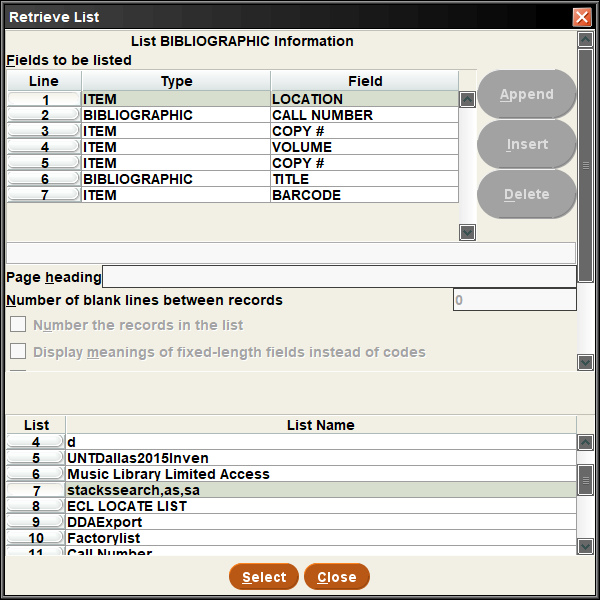 Retrieve List
List BIBLIOGRAPHIC Information
Fields to be listed
Line Type Field
1 ITEM LOCATION
2 BIBLIOGRAPHIC CALL NUMBER
3 ITEM COPY #
4 ITEM VOLUME
5 ITEM COPY #
6 BIBLIOGRAPHIC TITLE
7 ITEM BARCODE
Append
Insert
Delete
Page heading
Number of blank lines between records 0
Number the records in the list
Display meanings of fixed-length fields instead of codes
List List Name
4 d
5 UNTDallas2015Inven
6 Music Library Limited Access
7 stackssearch,as,sa
8 ECL LOCATE LIST
9 DDAExport
10 Factorylist
11 Call Number
Select Close